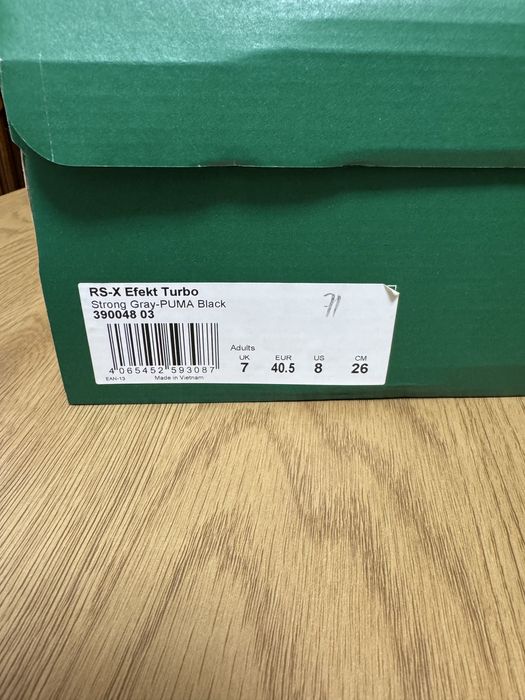 RS-X Efekt Turbo
Strong Gray-PUMA Black
390048 03
Adults
UK EUR US CM
7 40.5 8 26
4 065452 593087
EAN-13 Made in Vietnam